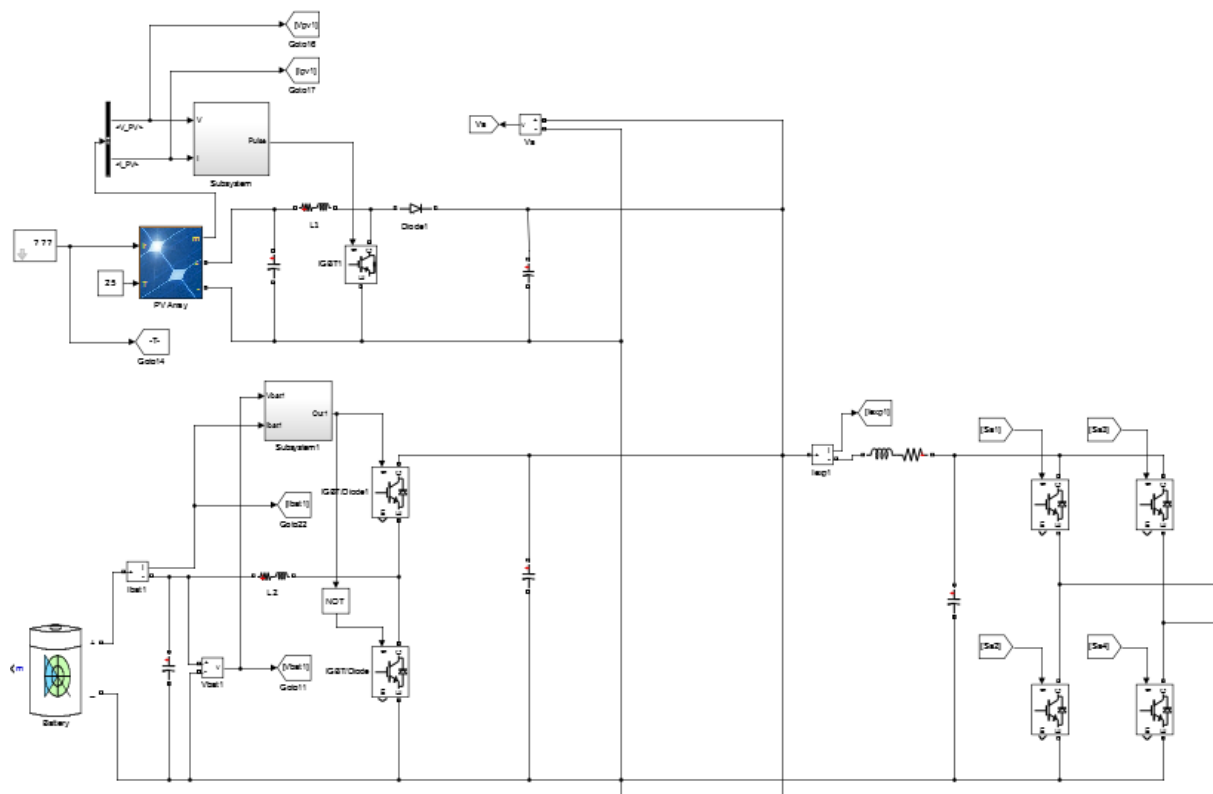 [Vpv1]
Goto16
[Ipv1]
Goto17
<V_PV>
<I_PV>
V
I
Pulse
Subsystem
Va
v
+
-
Va
L1
Diode1
IGBT1
777
25
T
m
+
-
PV Array
-T-
Goto14
Vbat1
Ibat1
Out1
Subsystem1
IGBT/Diode1
[Ibat1]
Goto22
Ibat1
L2
NOT
[Vbat1]
Goto11
v
Vbat1
IGBT/Diode
m
+
Battery
[Iexp1]
Iexp1
[Sa1]
[Sa2]
[Sa3]
[Sa4]